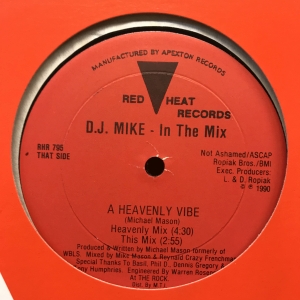 MANUFACTURED BY APEXTON RECORDS
RED HEAT
RECORDS
D.J. MIKE - In The Mix
RHR 795
THAT SIDE
Not Ashamed/ASCAP
Ropiak Bros./BMI
Exec. Producers:
L. & D. Ropiak
© ℗ 1990
A HEAVENLY VIBE
(Michael Mason)
Heavenly Mix (4:30)
This Mix (2:55)
Produced & Written by Michael Mason-formerly of
WBLS. Mixed by Mike Mason & Reynald Crazy Frenchman
Special thanks to Basil, Phil D., Dennis Gregory &
Humphries. Engineered By Warren
At THE ROCK.
Dist. By M.T.I.